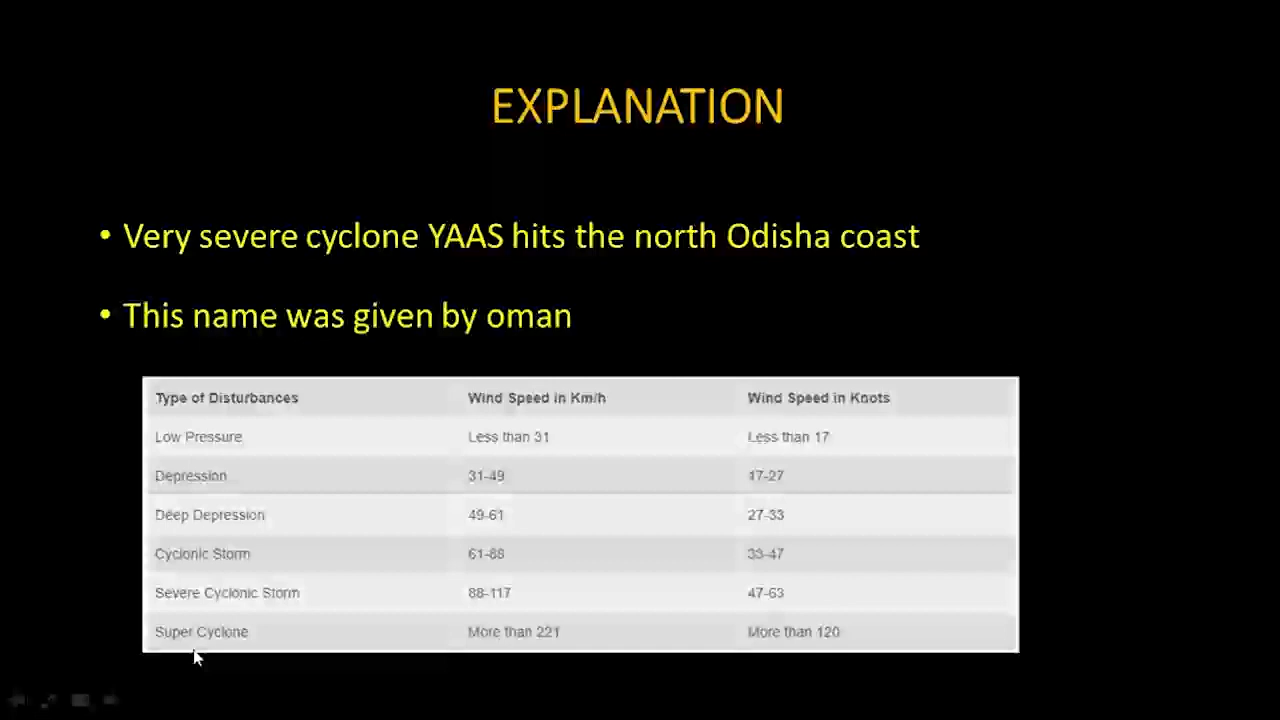 EXPLANATION
• Very severe cyclone YAAS hits the north Odisha coast
• This name was given by oman
Type of Disturbances Wind Speed in Km/h Wind Speed in Knots
Low Pressure Less than 31 Less than 17
Depression 31-49 17-27
Deep Depression 49-61 27-33
Cyclonic Storm 61-88 33-47
Severe Cyclonic Storm 88-117 47-63
Super Cyclone More than 221 More than 120